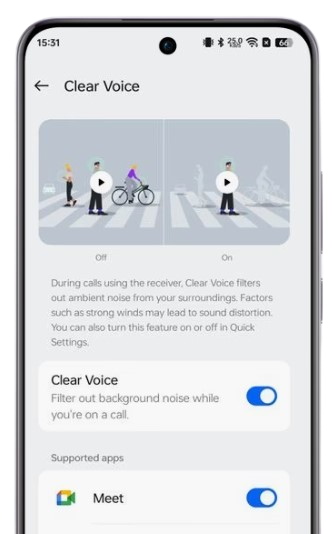 15:31
Clear Voice
Off
On
During calls using the receiver, Clear Voice filters
out ambient noise from your surroundings. Factors
such as strong winds may lead to sound distortion.
You can also turn this feature on or off in Quick
Settings.
Clear Voice
Filter out background noise while
you're on a call.
Supported apps
Meet